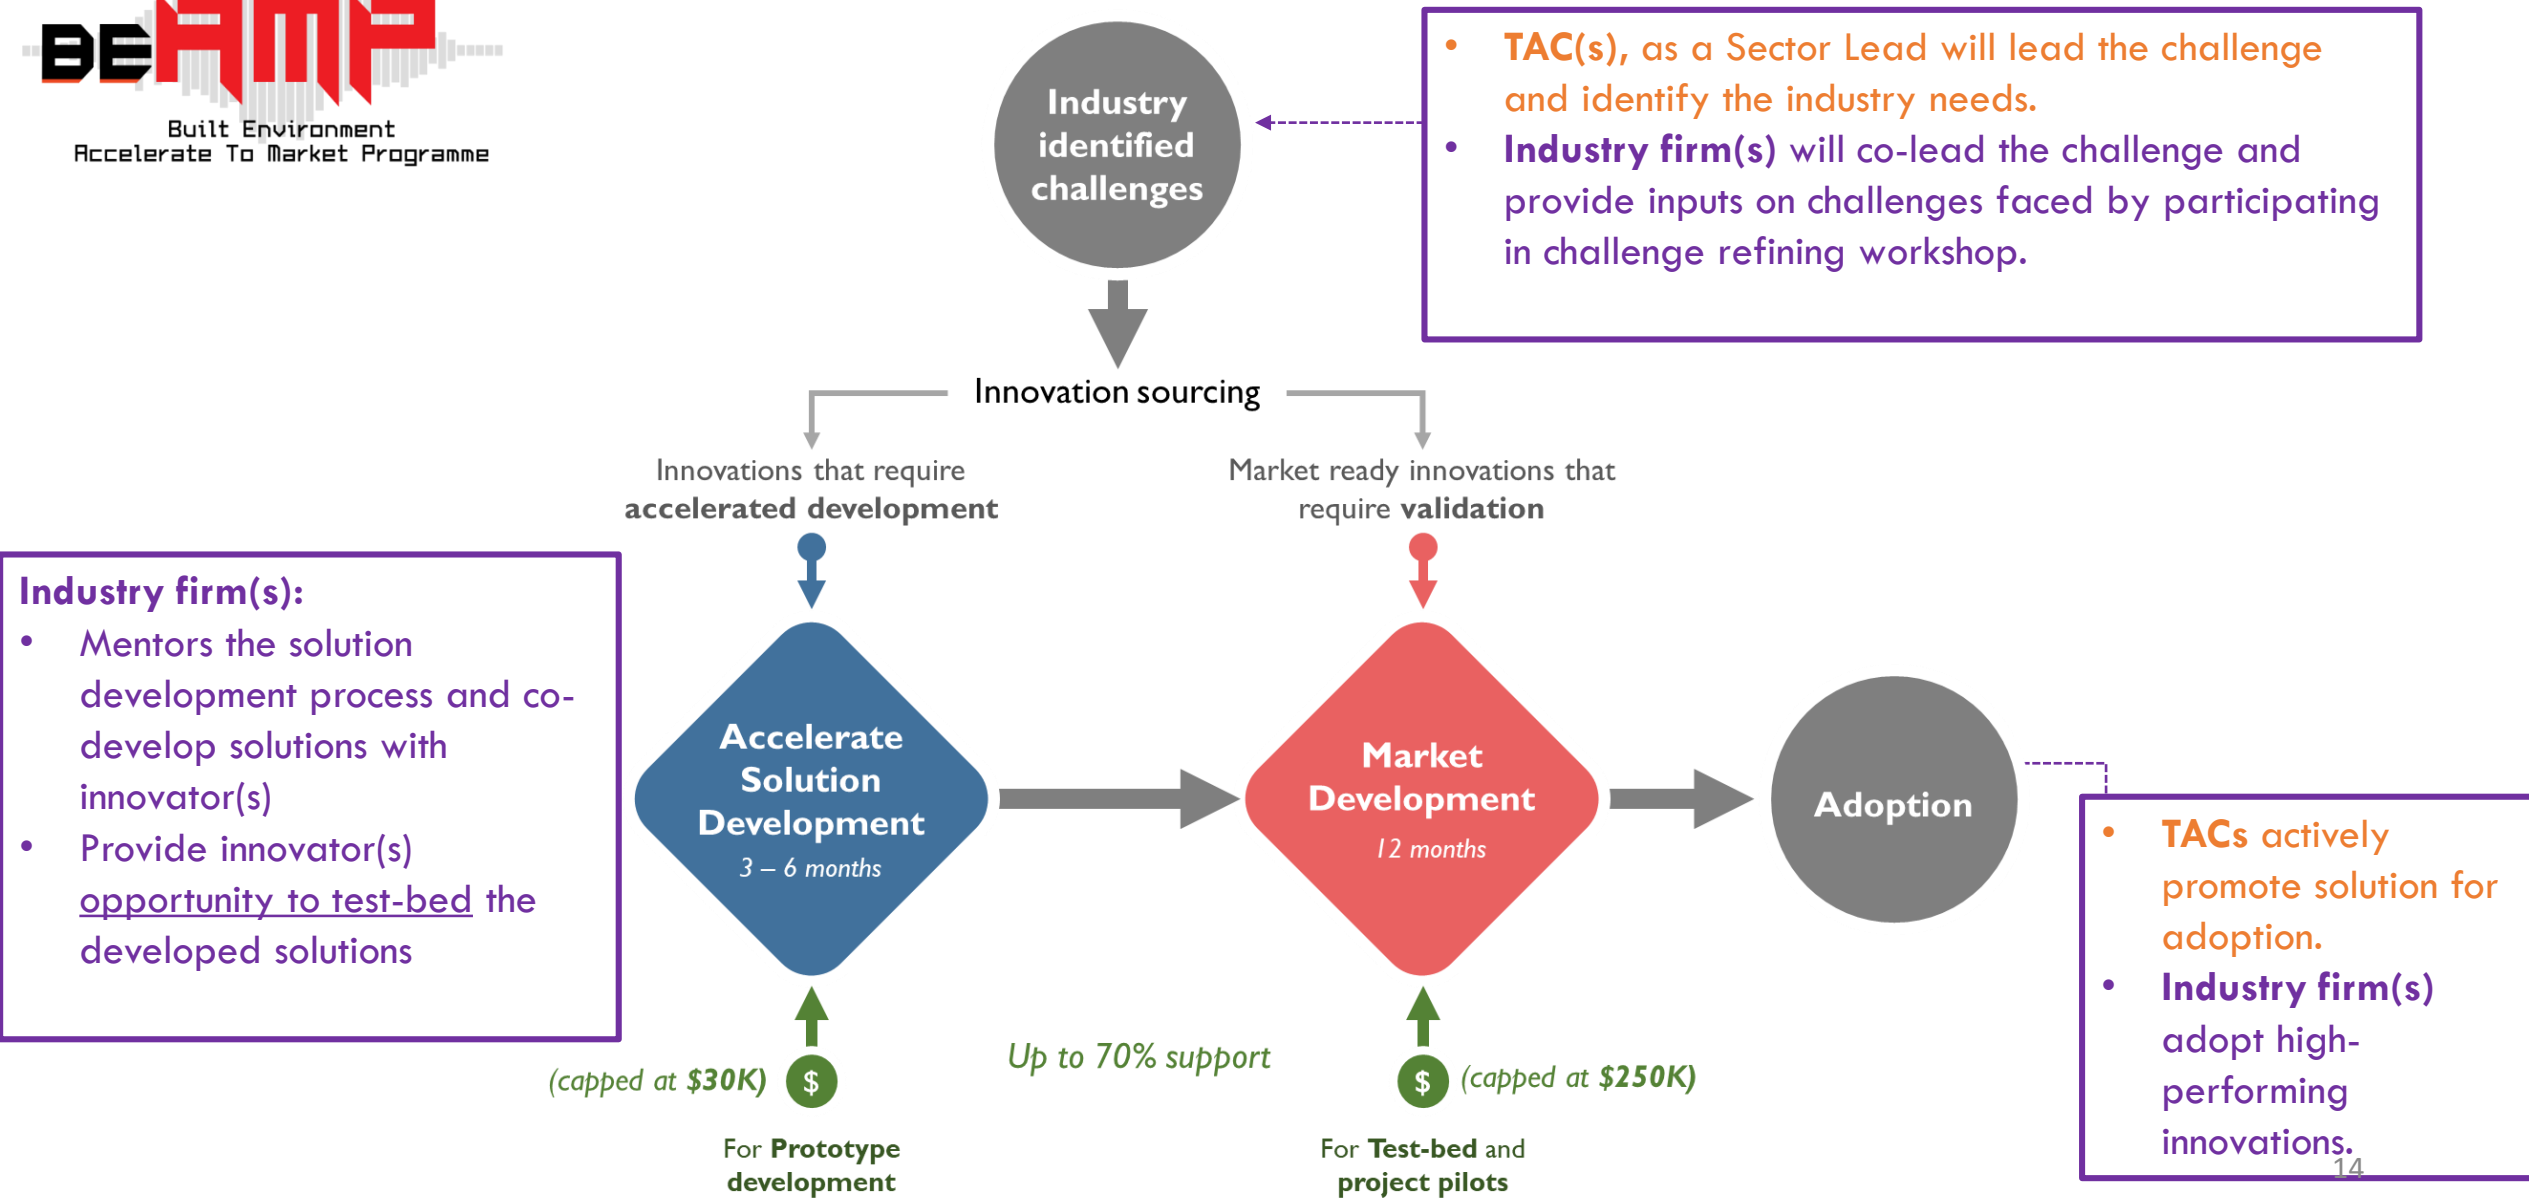 BEAMP
Built Environment
Accelerate To Market Programme
Industry
identified
challenges
• TAC(s), as a Sector Lead will lead the challenge
and identify the industry needs.
• Industry firm(s) will co-lead the challenge and
provide inputs on challenges faced by participating
in challenge refining workshop.
Innovation sourcing
Innovations that require
accelerated development
Market ready innovations that
require validation
Industry firm(s):
• Mentors the solution
development process and co-
develop solutions with
innovator(s)
• Provide innovator(s)
opportunity to test-bed the
developed solutions
Accelerate
Solution
Development
3 – 6 months
Market
Development
12 months
Adoption
• TACs actively
promote solution for
adoption.
• Industry firm(s)
adopt high-
performing
innovations.
(capped at $30K)
$
Up to 70% support
$
(capped at $250K)
For Prototype
development
For Test-bed and
project pilots
14